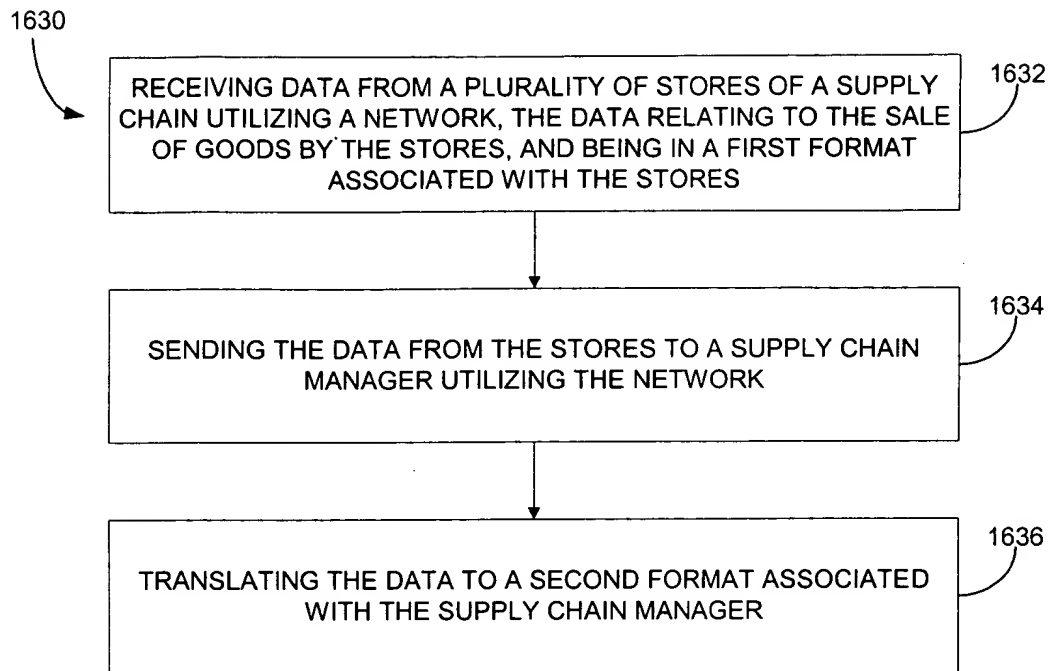 1630
RECEIVING DATA FROM A PLURALITY OF STORES OF A SUPPLY
CHAIN UTILIZING A NETWORK, THE DATA RELATING TO THE SALE
OF GOODS BY THE STORES, AND BEING IN A FIRST FORMAT
ASSOCIATED WITH THE STORES
1632
SENDING THE DATA FROM THE STORES TO A SUPPLY CHAIN
MANAGER UTILIZING THE NETWORK
1634
TRANSLATING THE DATA TO A SECOND FORMAT ASSOCIATED
WITH THE SUPPLY CHAIN MANAGER
1636